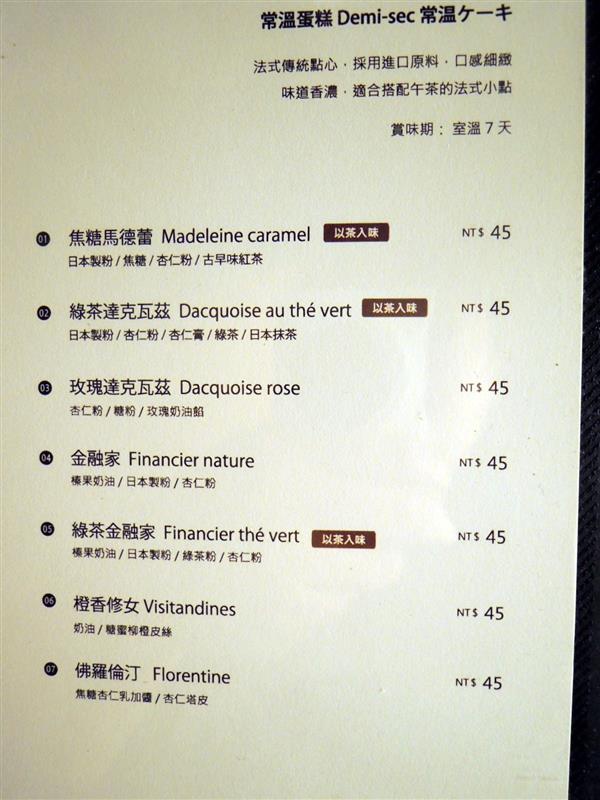 常溫蛋糕 Demi-sec 常温ケーキ
法式傳統點心，採用進口原料，口感細緻
味道香濃，適合搭配午茶的法式小點
賞味期： 室溫 7 天
01 焦糖馬德蕾 Madeleine caramel 以茶入味 NT$ 45
日本製粉 / 焦糖 / 杏仁粉 / 古早味紅茶
02 綠茶達克瓦茲 Dacquoise au thé vert 以茶入味 NT$ 45
日本製粉 / 杏仁粉 / 杏仁膏 / 綠茶 / 日本抹茶
03 玫瑰達克瓦茲 Dacquoise rose NT$ 45
杏仁粉 / 糖粉 / 玫瑰奶油餡
04 金融家 Financier nature NT$ 45
榛果奶油 / 日本製粉 / 杏仁粉
05 綠茶金融家 Financier thé vert 以茶入味 NT$ 45
榛果奶油 / 日本製粉 / 綠茶粉 / 杏仁粉
06 橙香修女 Visitandines NT$ 45
奶油 / 糖蜜柳橙皮絲
07 佛羅倫汀 Florentine NT$ 45
焦糖杏仁乳加醬 / 杏仁塔皮